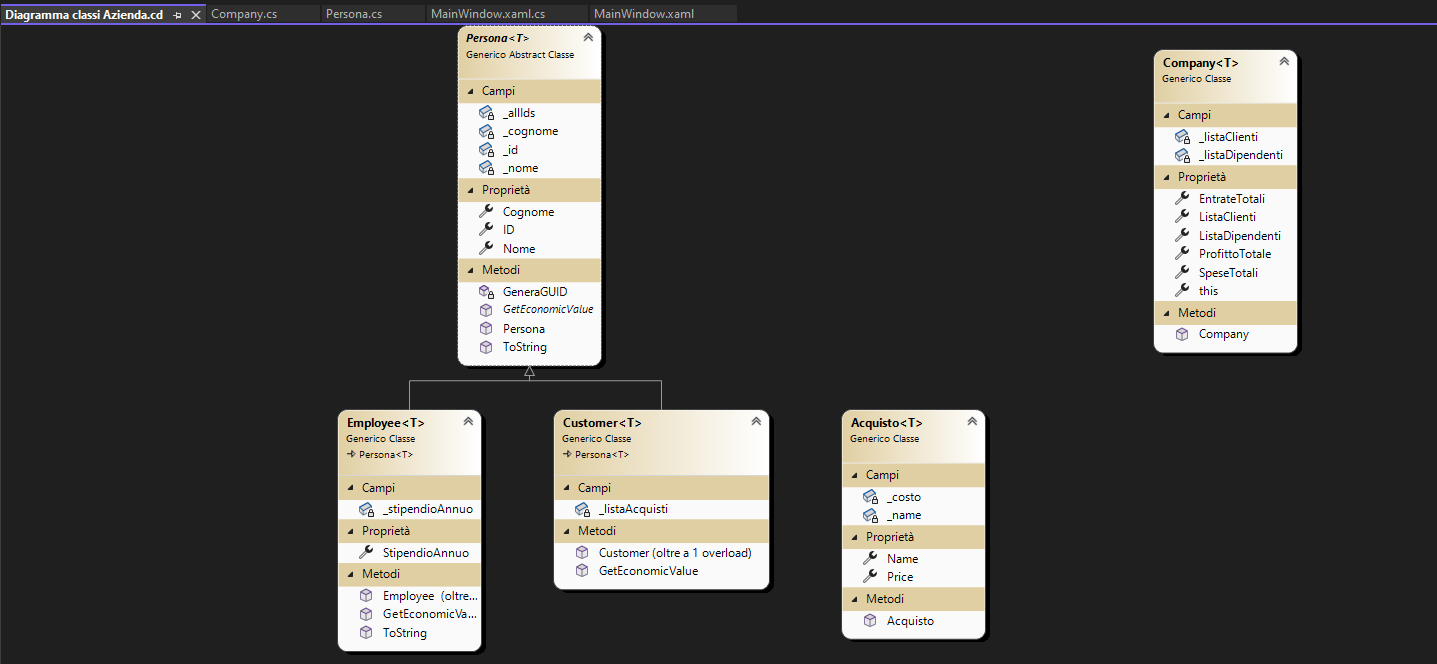 Diagramma classi Azienda.cd
Company.cs
Persona.cs
MainWindow.xaml.cs
MainWindow.xaml
Persona<T>
Generico Abstract Classe
Campi
_allIds
_cognome
_id
_nome
Proprietà
Cognome
ID
Nome
Metodi
GeneraGUID
GetEconomicValue
Persona
ToString
Company<T>
Generico Classe
Campi
_listaClienti
_listaDipendenti
Proprietà
EntrateTotali
ListaClienti
ListaDipendenti
ProfittoTotale
SpeseTotali
this
Metodi
Company
Employee<T>
Generico Classe
Persona<T>
Campi
_stipendioAnnuo
Proprietà
StipendioAnnuo
Metodi
Employee (oltre...
GetEconomicVa...
ToString
Customer<T>
Generico Classe
Persona<T>
Campi
_listaAcquisti
Metodi
Customer (oltre a 1 overload)
GetEconomicValue
Acquisto<T>
Generico Classe
Campi
_costo
_name
Proprietà
Name
Price
Metodi
Acquisto